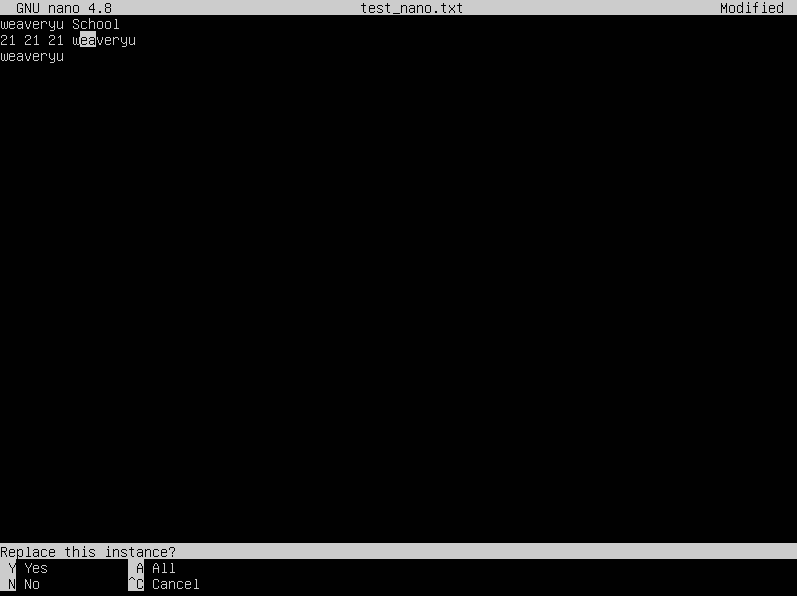 GNU nano 4.8 test_nano.txt Modified
weaveryu School
21 21 21 weaveryu
weaveryu
Replace this instance?
Y Yes A All
N No ^C Cancel